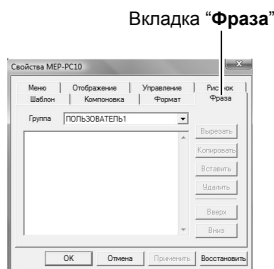 Вкладка “Фраза”
Свойства MEP-PC10
Меню Отображение Управление Рисунок
Шаблон Компоновка Формат Фраза
Группа ПОЛЬЗОВАТЕЛЬ1
Вырезать
Копировать
Вставить
Удалить
Вверх
Вниз
OK Отмена Применить Восстановить